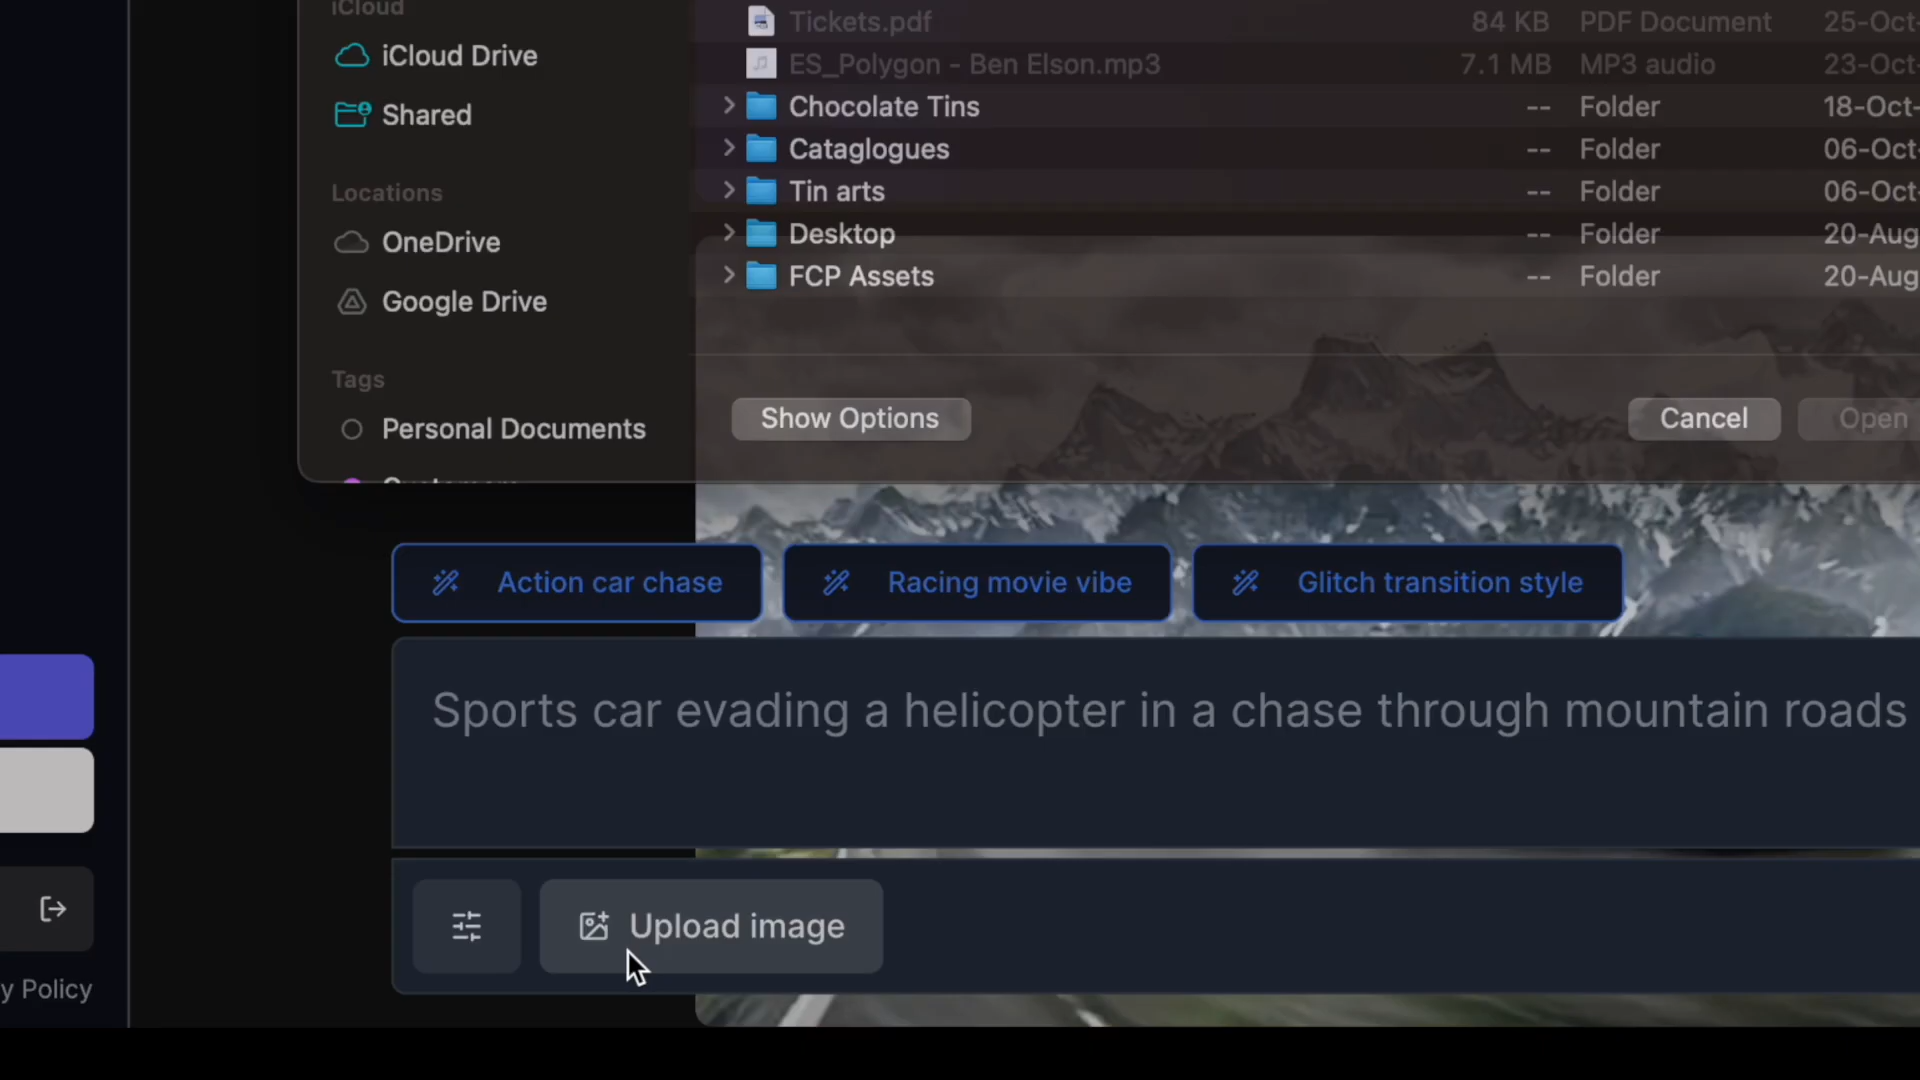 iCloud
iCloud Drive
Shared
Locations
OneDrive
Google Drive
Tags
Personal Documents
Tickets.pdf 84 KB PDF Document 25-Oct-
ES_Polygon - Ben Elson.mp3 7.1 MB MP3 audio 23-Oct-
Chocolate Tins -- Folder 18-Oct-
Cataglogues -- Folder 06-Oct-
Tin arts -- Folder 06-Oct-
Desktop -- Folder 20-Aug
FCP Assets -- Folder 20-Aug
Show Options Cancel Open
Action car chase Racing movie vibe Glitch transition style
Sports car evading a helicopter in a chase through mountain roads
Upload image
y Policy